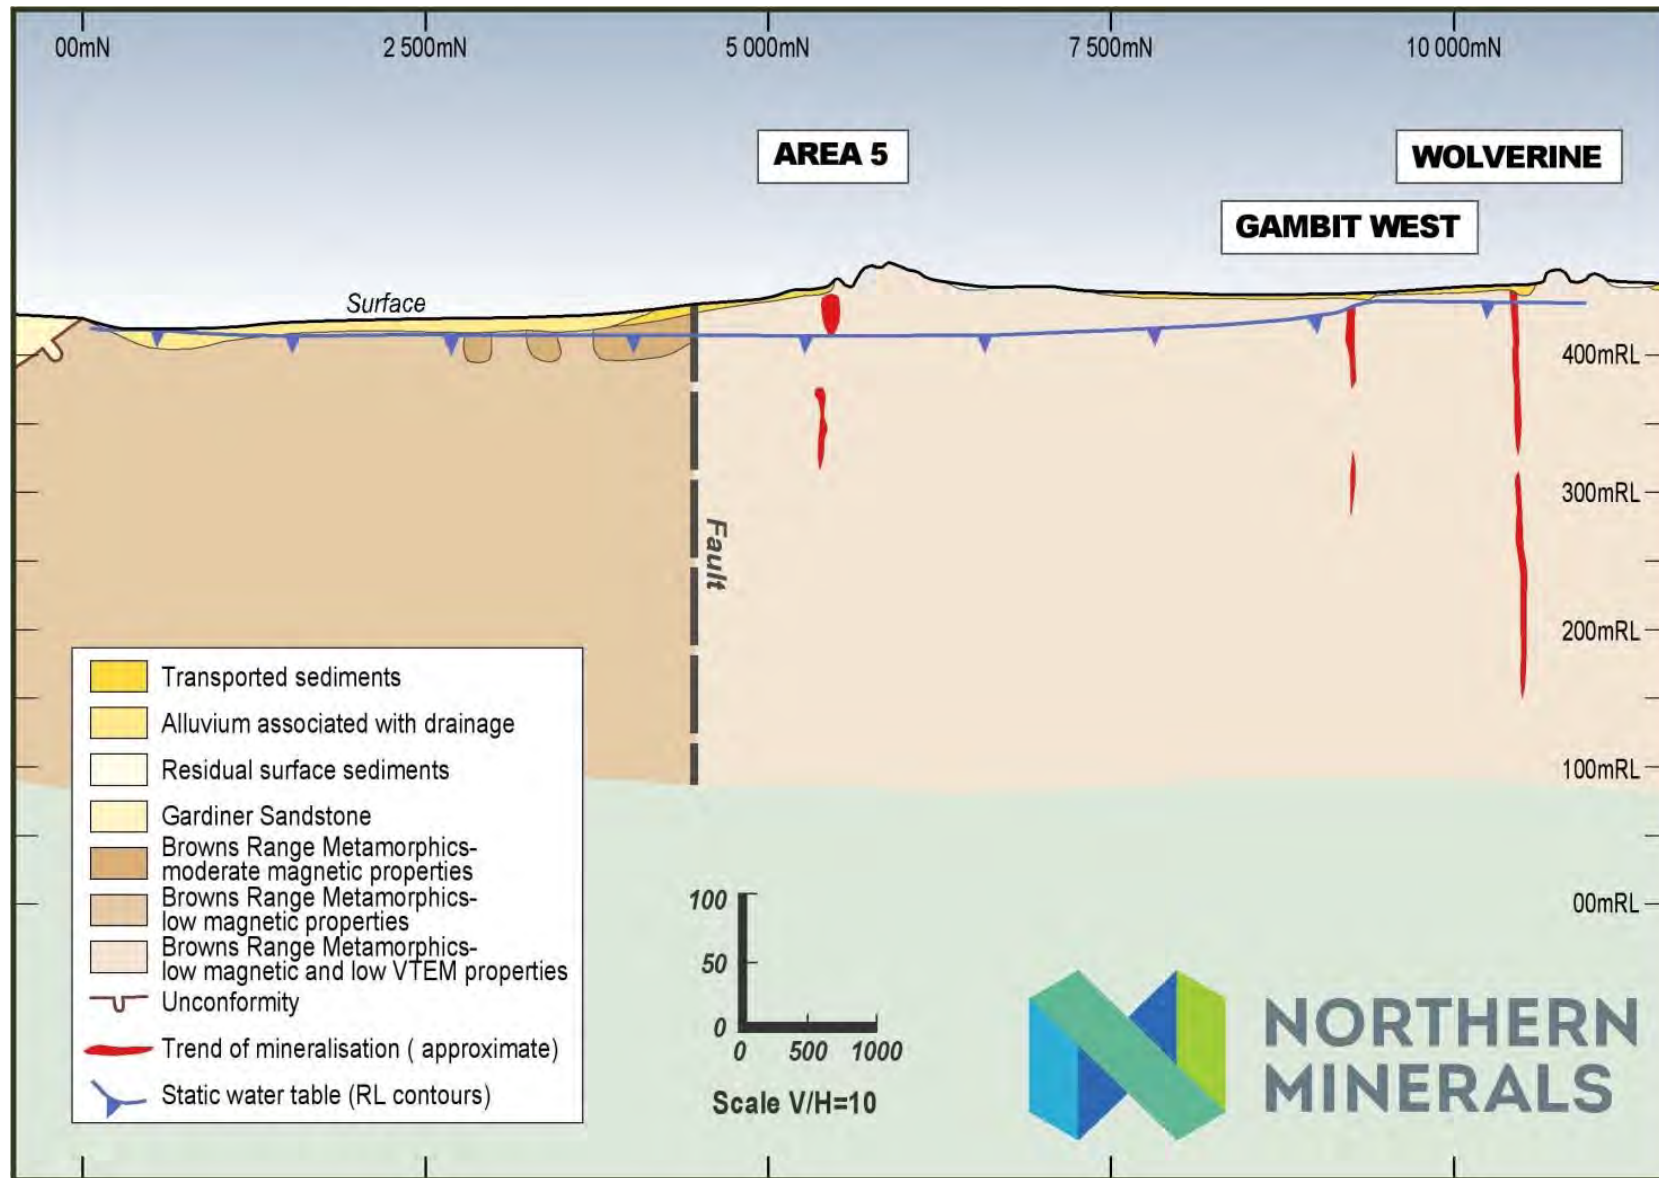 00mN
2 500mN
5 000mN
7 500mN
10 000mN
AREA 5
WOLVERINE
GAMBIT WEST
Surface
400mRL
300mRL
Fault
200mRL
100mRL
00mRL
Transported sediments
Alluvium associated with drainage
Residual surface sediments
Gardiner Sandstone
Browns Range Metamorphics-
moderate magnetic properties
Browns Range Metamorphics-
low magnetic properties
Browns Range Metamorphics-
low magnetic and low VTEM properties
Unconformity
Trend of mineralisation ( approximate)
Static water table (RL contours)
100
50
0
0 500 1000
Scale V/H=10
NORTHERN
MINERALS